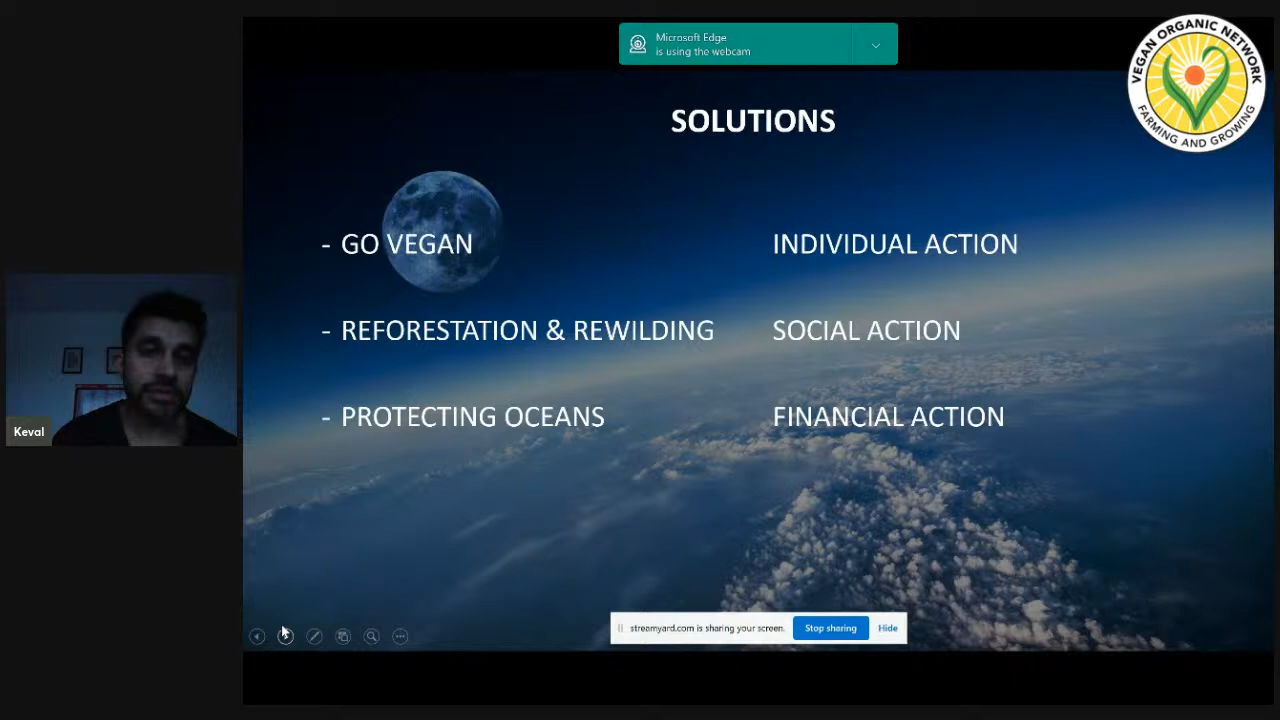 Microsoft Edge
is using the webcam
VEGAN ORGANIC NETWORK
FARMING AND GROWING
SOLUTIONS
- GO VEGAN
INDIVIDUAL ACTION
- REFORESTATION & REWILDING
SOCIAL ACTION
- PROTECTING OCEANS
FINANCIAL ACTION
Keval
streamyard.com is sharing your screen.
Stop sharing
Hide